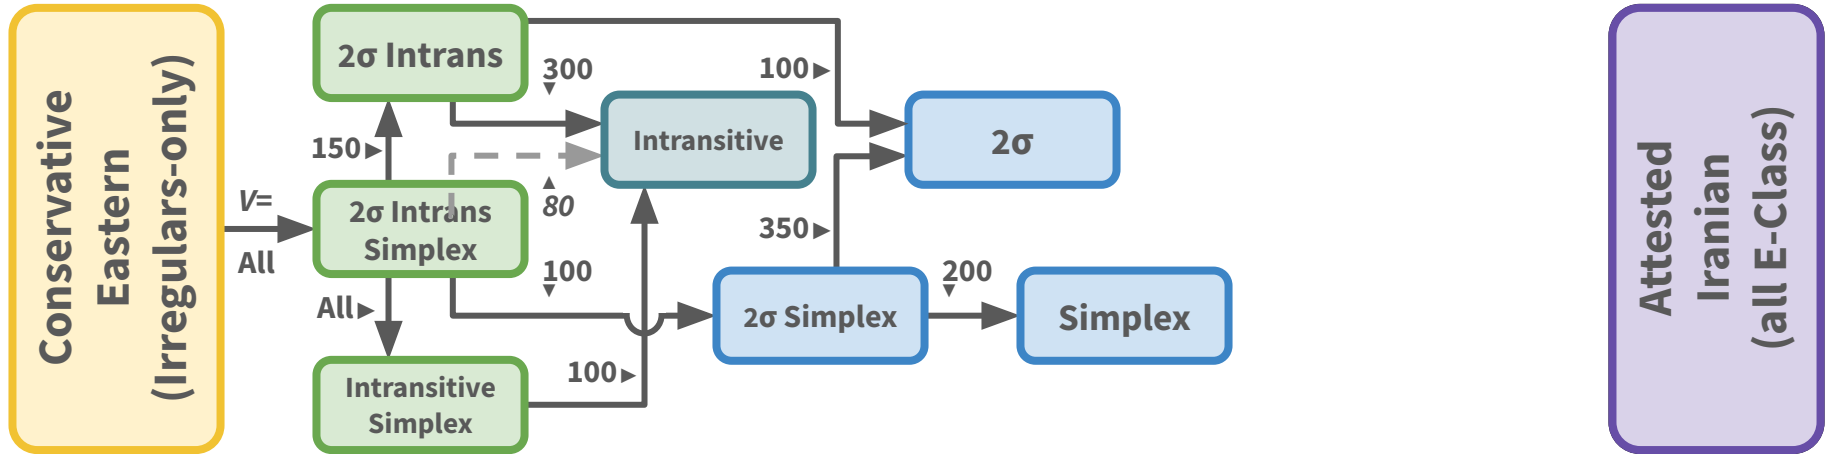 Conservative
Eastern
(Irregulars-only)
V=
All
2σ Intrans
150►
2σ Intrans
Simplex
All►
Intransitive
Simplex
300
▼
▲
80
100
▼
100►
Intransitive
100►
350►
2σ
2σ Simplex
200
▼
Simplex
Attested
Iranian
(all E-Class)